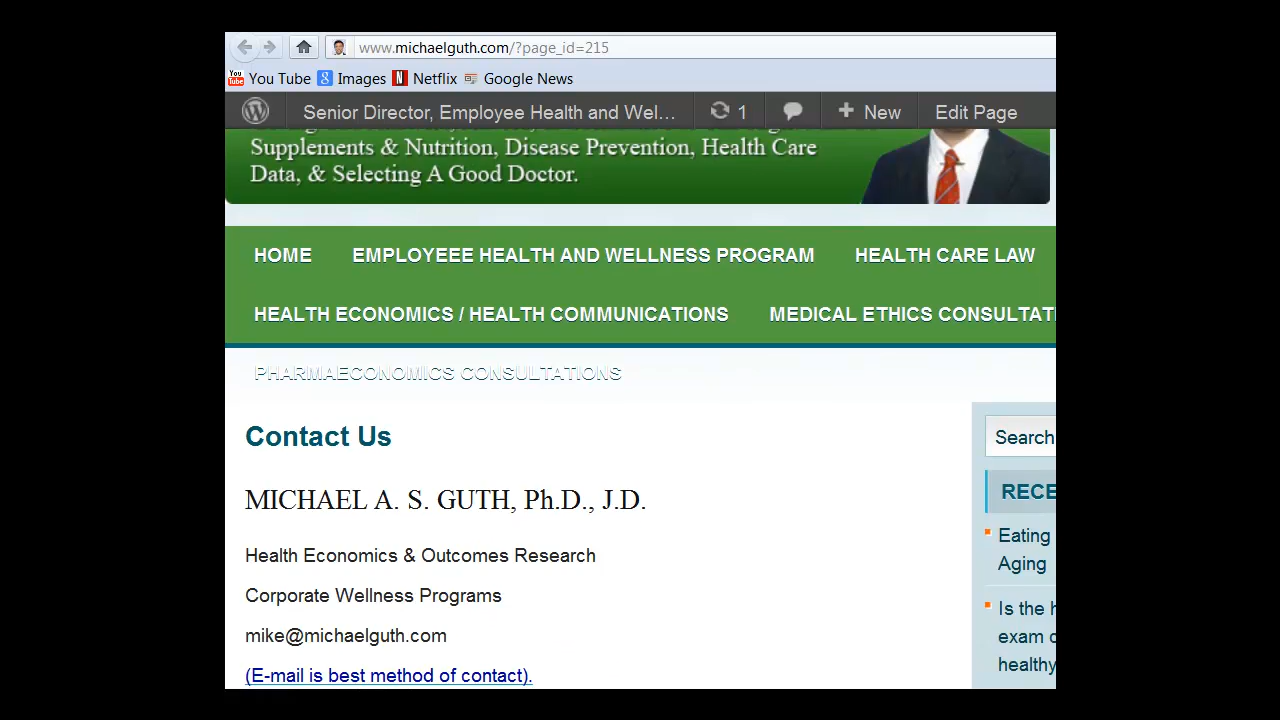 www.michaelguth.com/?page_id=215
You Tube Images Netflix Google News
Senior Director, Employee Health and Wel... 1 New Edit Page
Supplements & Nutrition, Disease Prevention, Health Care
Data, & Selecting A Good Doctor.
HOME EMPLOYEEE HEALTH AND WELLNESS PROGRAM HEALTH CARE LAW
HEALTH ECONOMICS / HEALTH COMMUNICATIONS MEDICAL ETHICS CONSULTATI
PHARMAECONOMICS CONSULTATIONS
Contact Us
MICHAEL A. S. GUTH, Ph.D., J.D.
Health Economics & Outcomes Research
Corporate Wellness Programs
mike@michaelguth.com
(E-mail is best method of contact).
Search
RECE
Eating
Aging
Is the h
exam o
healthy